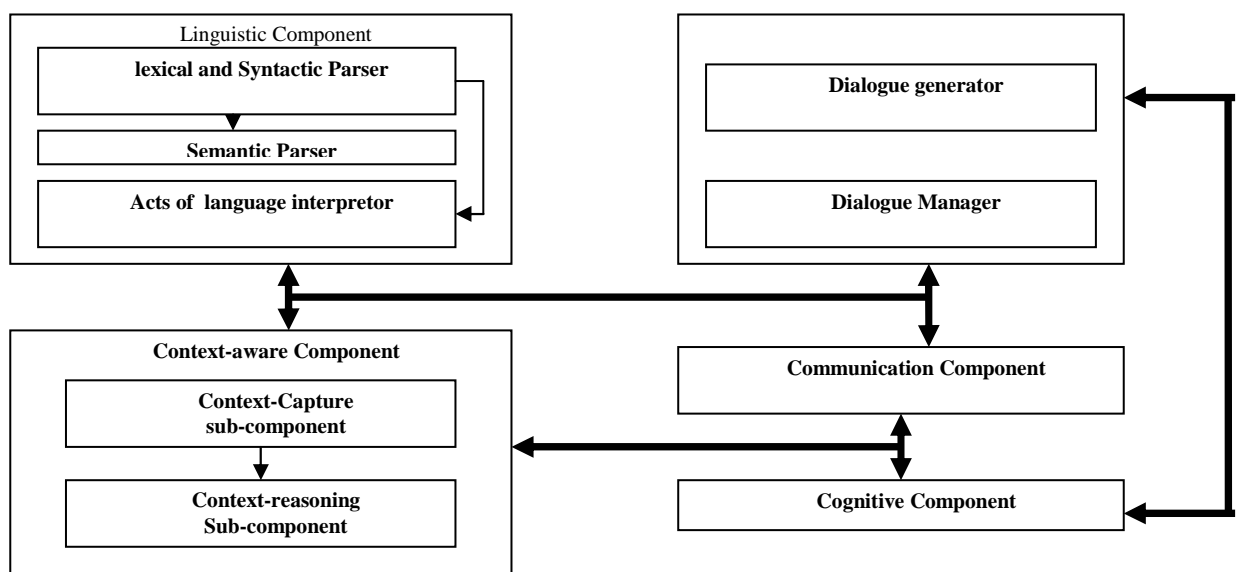 Linguistic Component
lexical and Syntactic Parser
Semantic Parser
Acts of language interpretor
Dialogue generator
Dialogue Manager
Context-aware Component
Context-Capture
sub-component
Context-reasoning
Sub-component
Communication Component
Cognitive Component